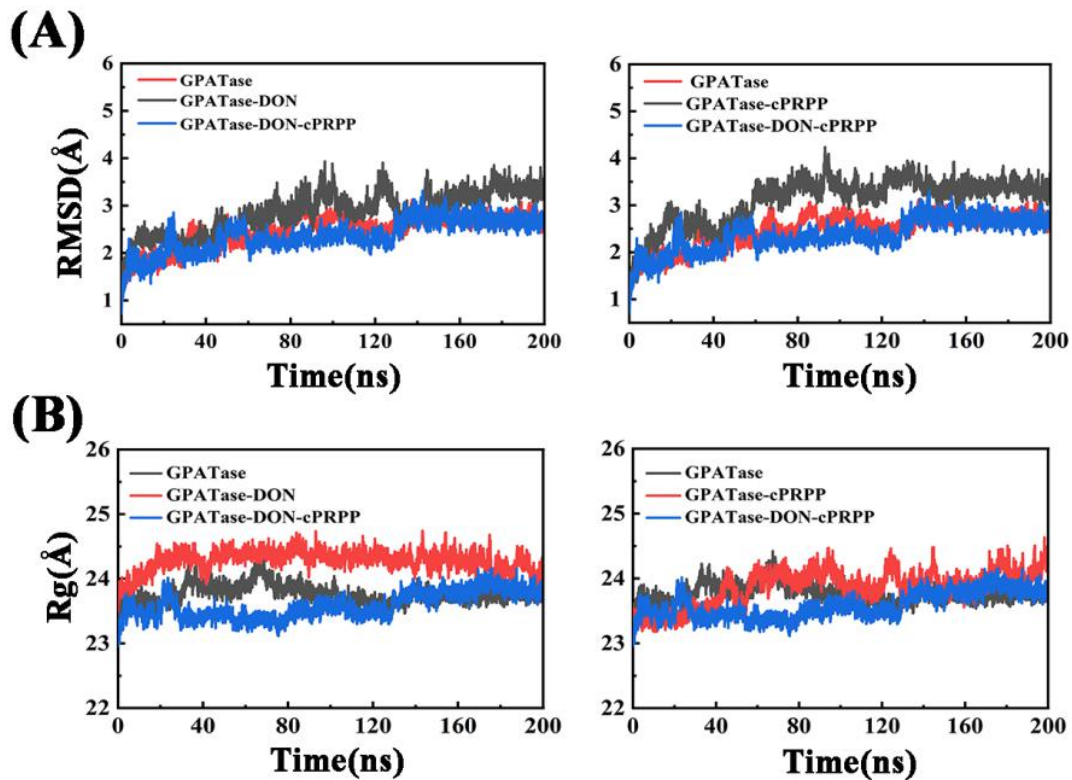 (A)
6
5
4
3
2
1
RMSD(Å)
GPATase
GPATase-DON
GPATase-DON-cPRPP
0 40 80 120 160 200
Time(ns)
6
5
4
3
2
1
GPATase
GPATase-cPRPP
GPATase-DON-cPRPP
0 40 80 120 160 200
Time(ns)
(B)
26
25
24
23
22
Rg(Å)
GPATase
GPATase-DON
GPATase-DON-cPRPP
0 40 80 120 160 200
Time(ns)
26
25
24
23
22
GPATase
GPATase-cPRPP
GPATase-DON-cPRPP
0 40 80 120 160 200
Time(ns)